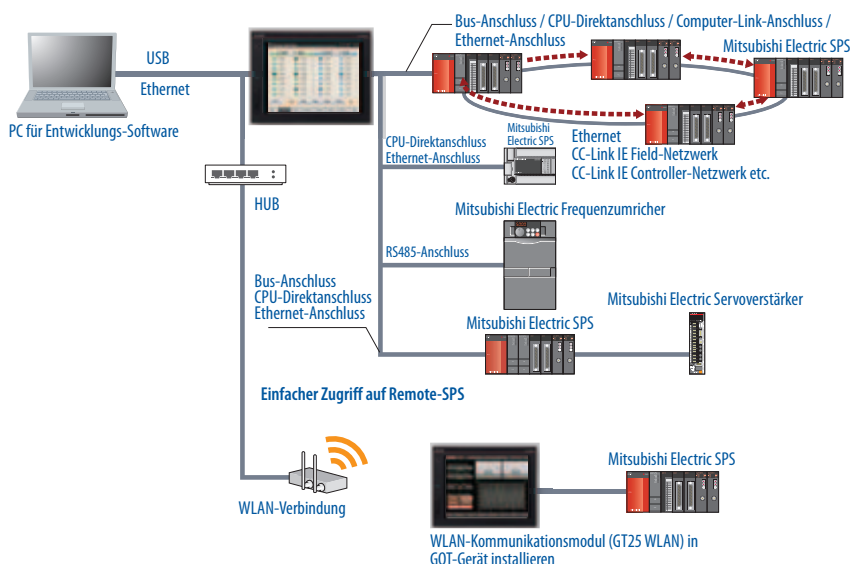 Bus-Anschluss / CPU-Direktanschluss / Computer-Link-Anschluss /
Ethernet-Anschluss
Mitsubishi Electric SPS
USB
Ethernet
PC für Entwicklungs-Software
HUB
CPU-Direktanschluss
Ethernet-Anschluss
Mitsubishi
Electric SPS
Ethernet
CC-Link IE Field-Netzwerk
CC-Link IE Controller-Netzwerk etc.
Mitsubishi Electric Frequenzumricher
RS485-Anschluss
Bus-Anschluss
CPU-Direktanschluss
Ethernet-Anschluss
Mitsubishi Electric Servoverstärker
Mitsubishi Electric SPS
Einfacher Zugriff auf Remote-SPS
Mitsubishi Electric SPS
WLAN-Verbindung
WLAN-Kommunikationsmodul (GT25 WLAN) in
GOT-Gerät installieren